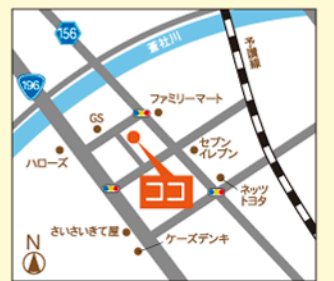 156
蒼社川
予讃線
196
GS
ファミリーマート
セブン
イレブン
ハローズ
ココ
ネッツ
トヨタ
さいさいきて屋
ケーズデンキ
N